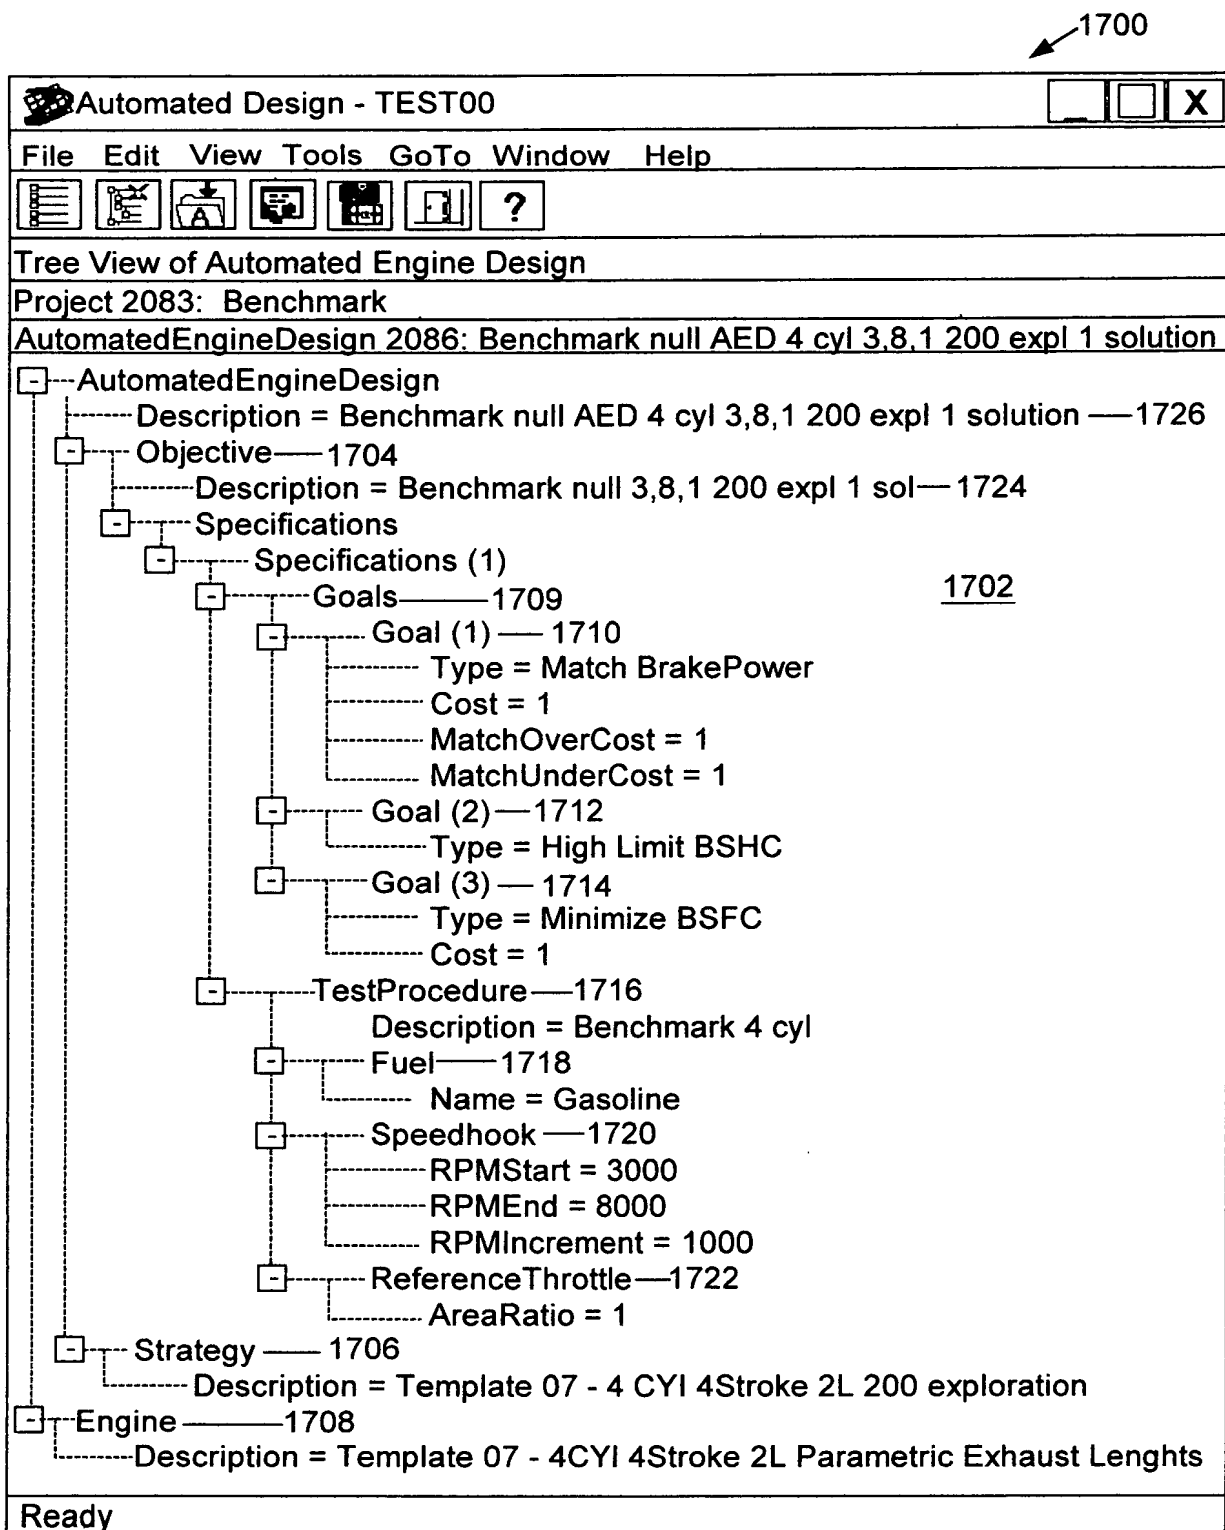 1700
Automated Design - TEST00 _ X
File Edit View Tools GoTo Window Help
A ?
Tree View of Automated Engine Design
Project 2083: Benchmark
AutomatedEngineDesign 2086: Benchmark null AED 4 cyl 3,8,1 200 expl 1 solution
AutomatedEngineDesign
Description = Benchmark null AED 4 cyl 3,8,1 200 expl 1 solution 1726
Objective 1704
Description = Benchmark null 3,8,1 200 expl 1 sol 1724
Specifications
Specifications (1)
1702
Goals 1709
Goal (1) 1710
Type = Match BrakePower
Cost = 1
MatchOverCost = 1
MatchUnderCost = 1
Goal (2) 1712
Type = High Limit BSHC
Goal (3) 1714
Type = Minimize BSFC
Cost = 1
TestProcedure 1716
Description = Benchmark 4 cyl
Fuel 1718
Name = Gasoline
Speedhook 1720
RPMStart = 3000
RPMEnd = 8000
RPMIncrement = 1000
ReferenceThrottle 1722
AreaRatio = 1
Strategy 1706
Description = Template 07 - 4 CYl 4Stroke 2L 200 exploration
Engine 1708
Description = Template 07 - 4CYl 4Stroke 2L Parametric Exhaust Lenghts
Ready